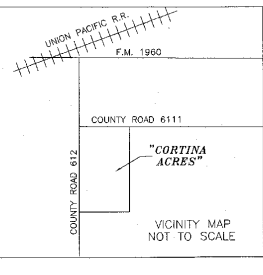 UNION PACIFIC R.R.
F.M. 1960
COUNTY ROAD 6111
COUNTY ROAD 612
"CORTINA
ACRES"
VICINITY MAP
NOT TO SCALE